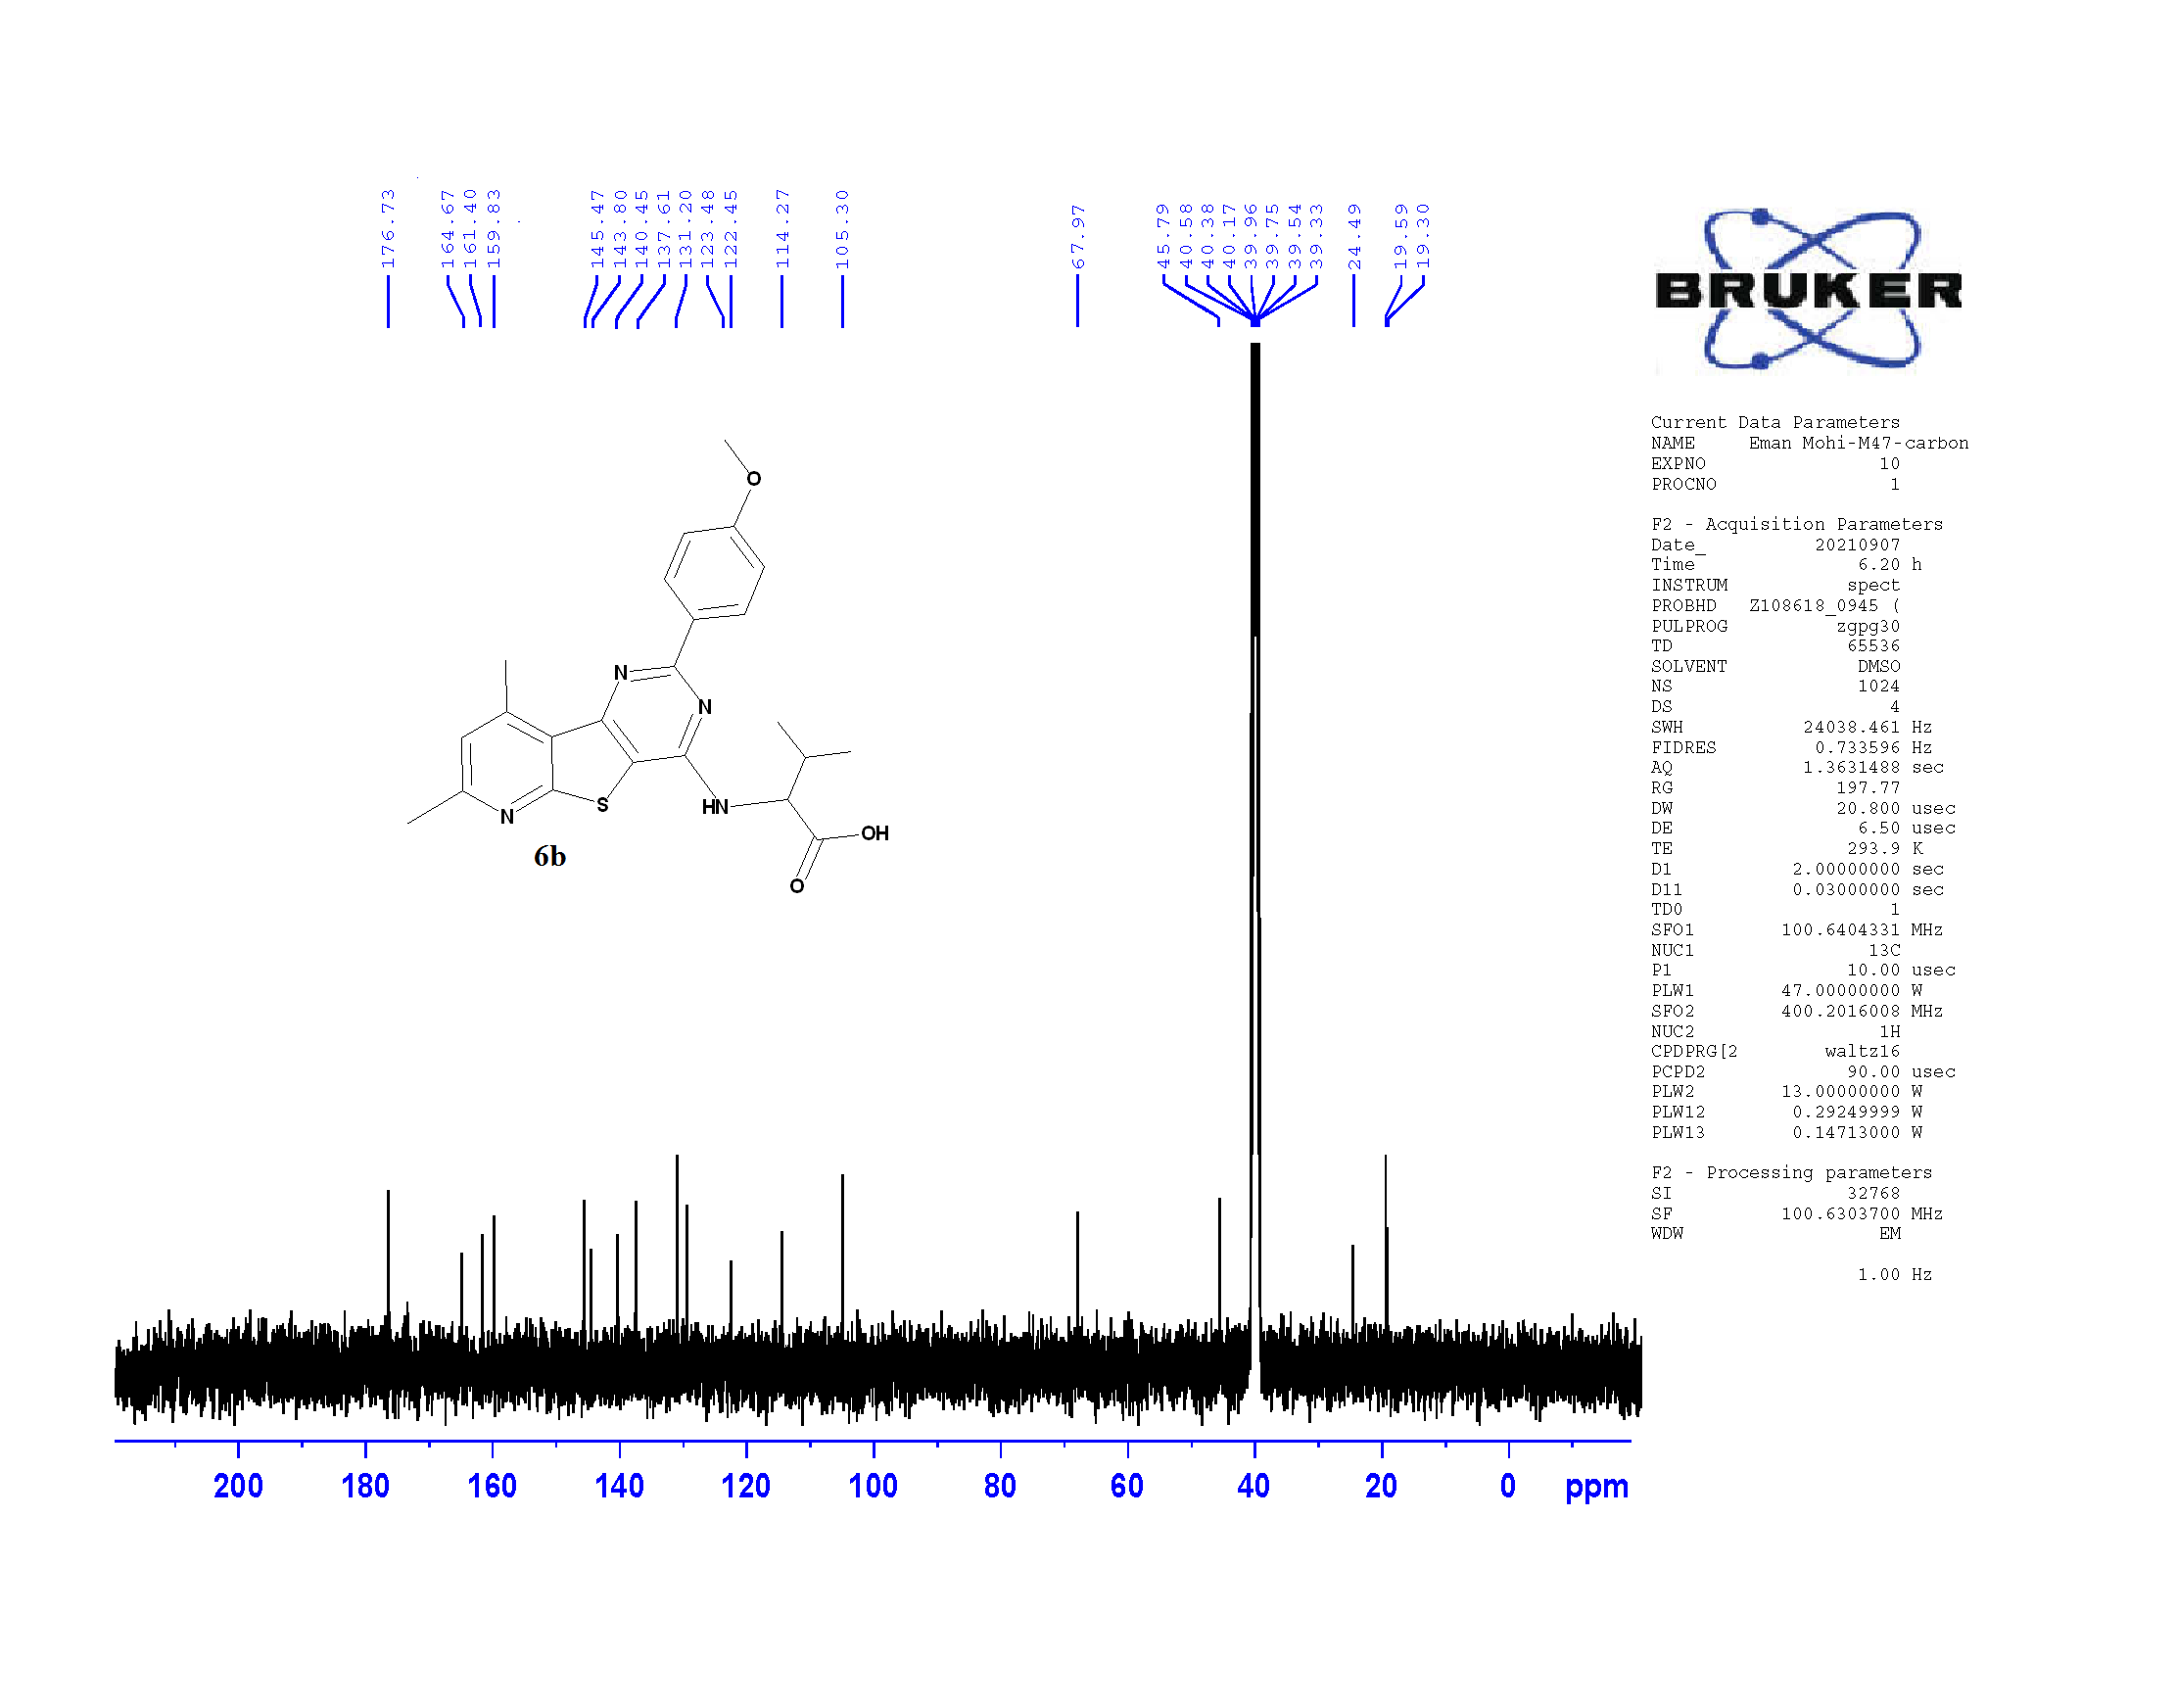 176.73
164.67
161.40
159.83
145.47
143.80
140.45
137.61
131.20
123.48
122.45
114.27
105.30
67.97
45.79
40.58
40.38
40.17
39.96
39.75
39.54
39.33
24.49
19.59
19.30
BRUKER
O
N
N
N
S
HN
OH
O
6b
Current Data Parameters
NAME Eman Mohi-M47-carbon
EXPNO 10
PROCNO 1
F2 - Acquisition Parameters
Date_ 20210907
Time 6.20 h
INSTRUM spect
PROBHD Z108618_0945 (
PULPROG zgpg30
TD 65536
SOLVENT DMSO
NS 1024
DS 4
SWH 24038.461 Hz
FIDRES 0.733596 Hz
AQ 1.3631488 sec
RG 197.77
DW 20.800 usec
DE 6.50 usec
TE 293.9 K
D1 2.00000000 sec
D11 0.03000000 sec
TD0 1
SFO1 100.6404331 MHz
NUC1 13C
P1 10.00 usec
PLW1 47.00000000 W
SFO2 400.2016008 MHz
NUC2 1H
CPDPRG[2 waltz16
PCPD2 90.00 usec
PLW2 13.00000000 W
PLW12 0.29249999 W
PLW13 0.14713000 W
F2 - Processing parameters
SI 32768
SF 100.6303700 MHz
WDW EM
1.00 Hz
200 180 160 140 120 100 80 60 40 20 0 ppm